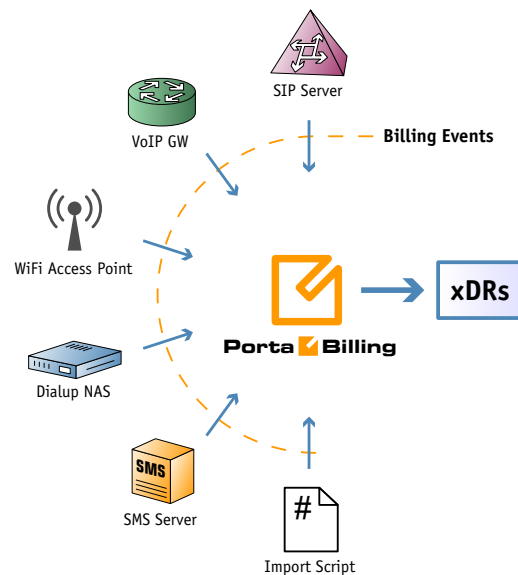 SIP Server
VoIP GW
Billing Events
WiFi Access Point
xDRs
Porta Billing
Dialup NAS
SMS
SMS Server
#
Import Script